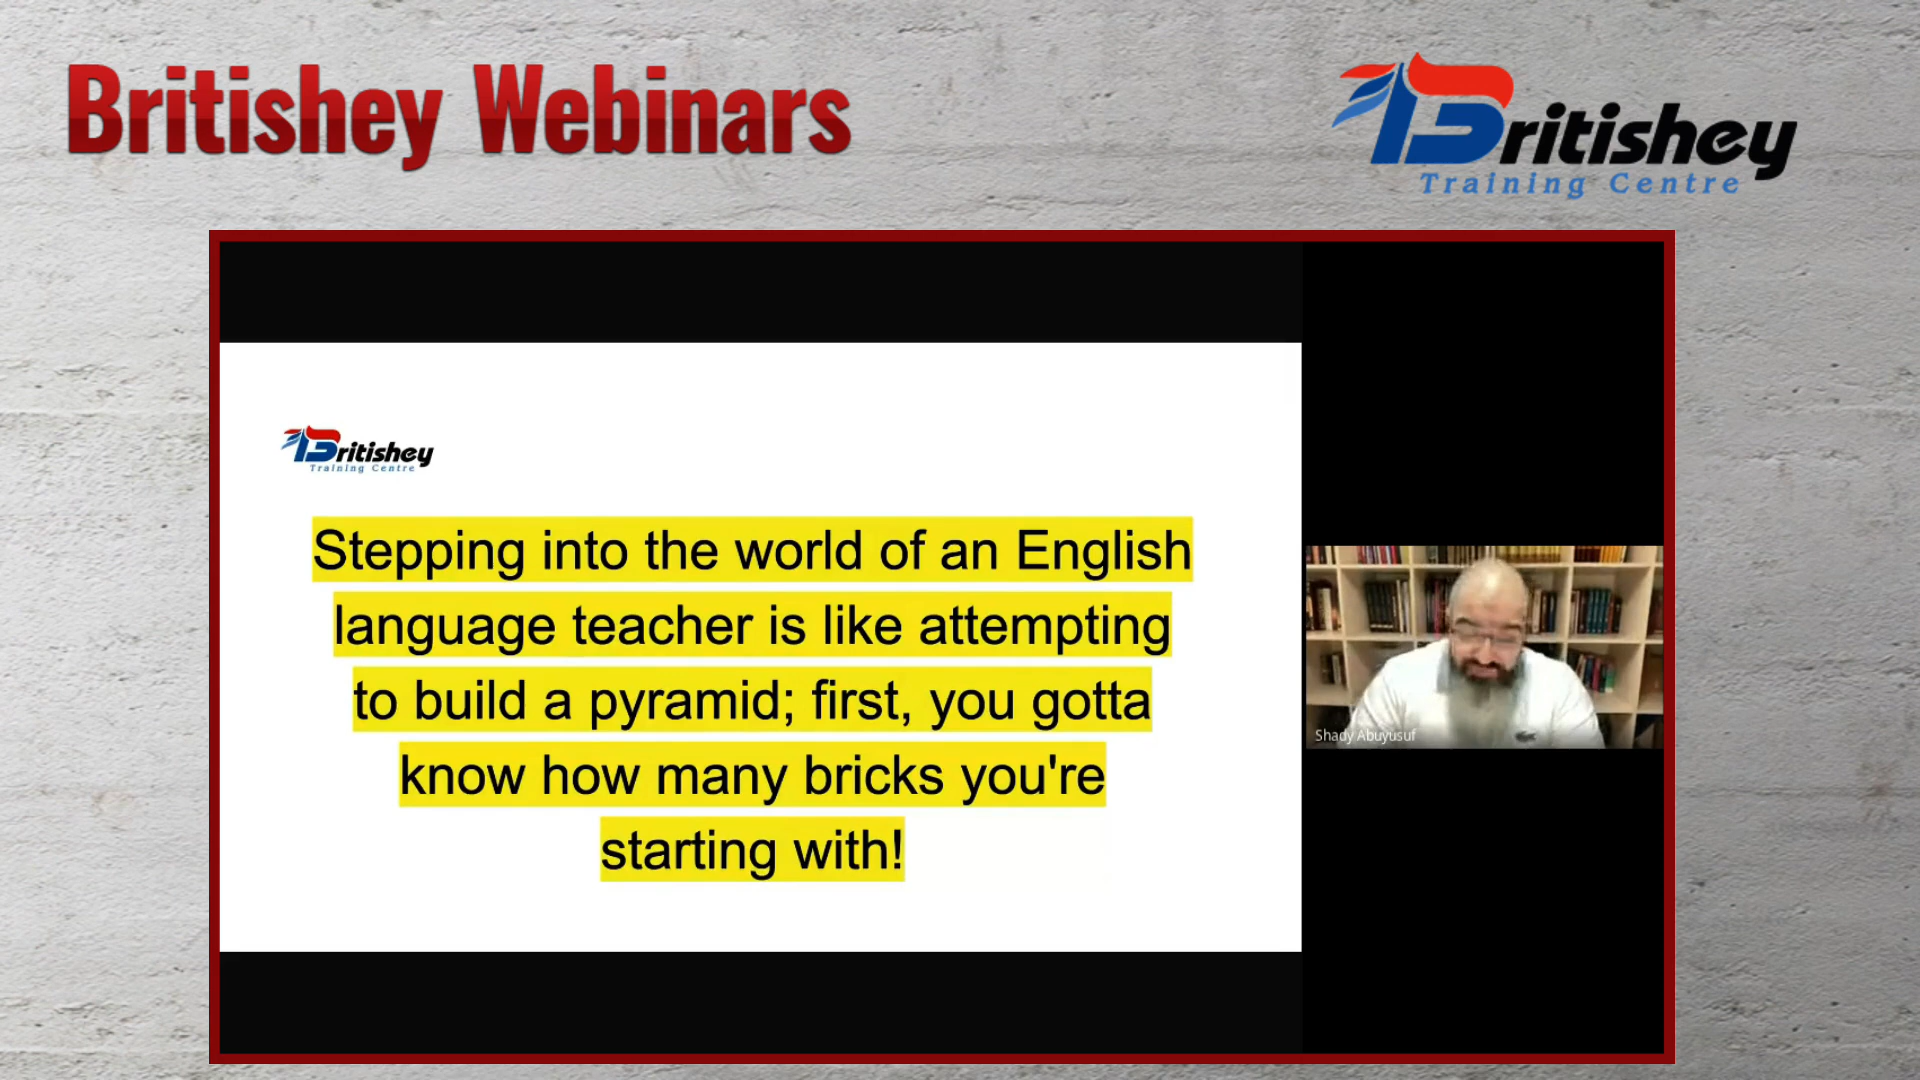 Britishey Webinars
Britishey
Training Centre
Britishey
Training Centre
Stepping into the world of an English
language teacher is like attempting
to build a pyramid; first, you gotta
know how many bricks you're
starting with!
Shady Abuyusuf